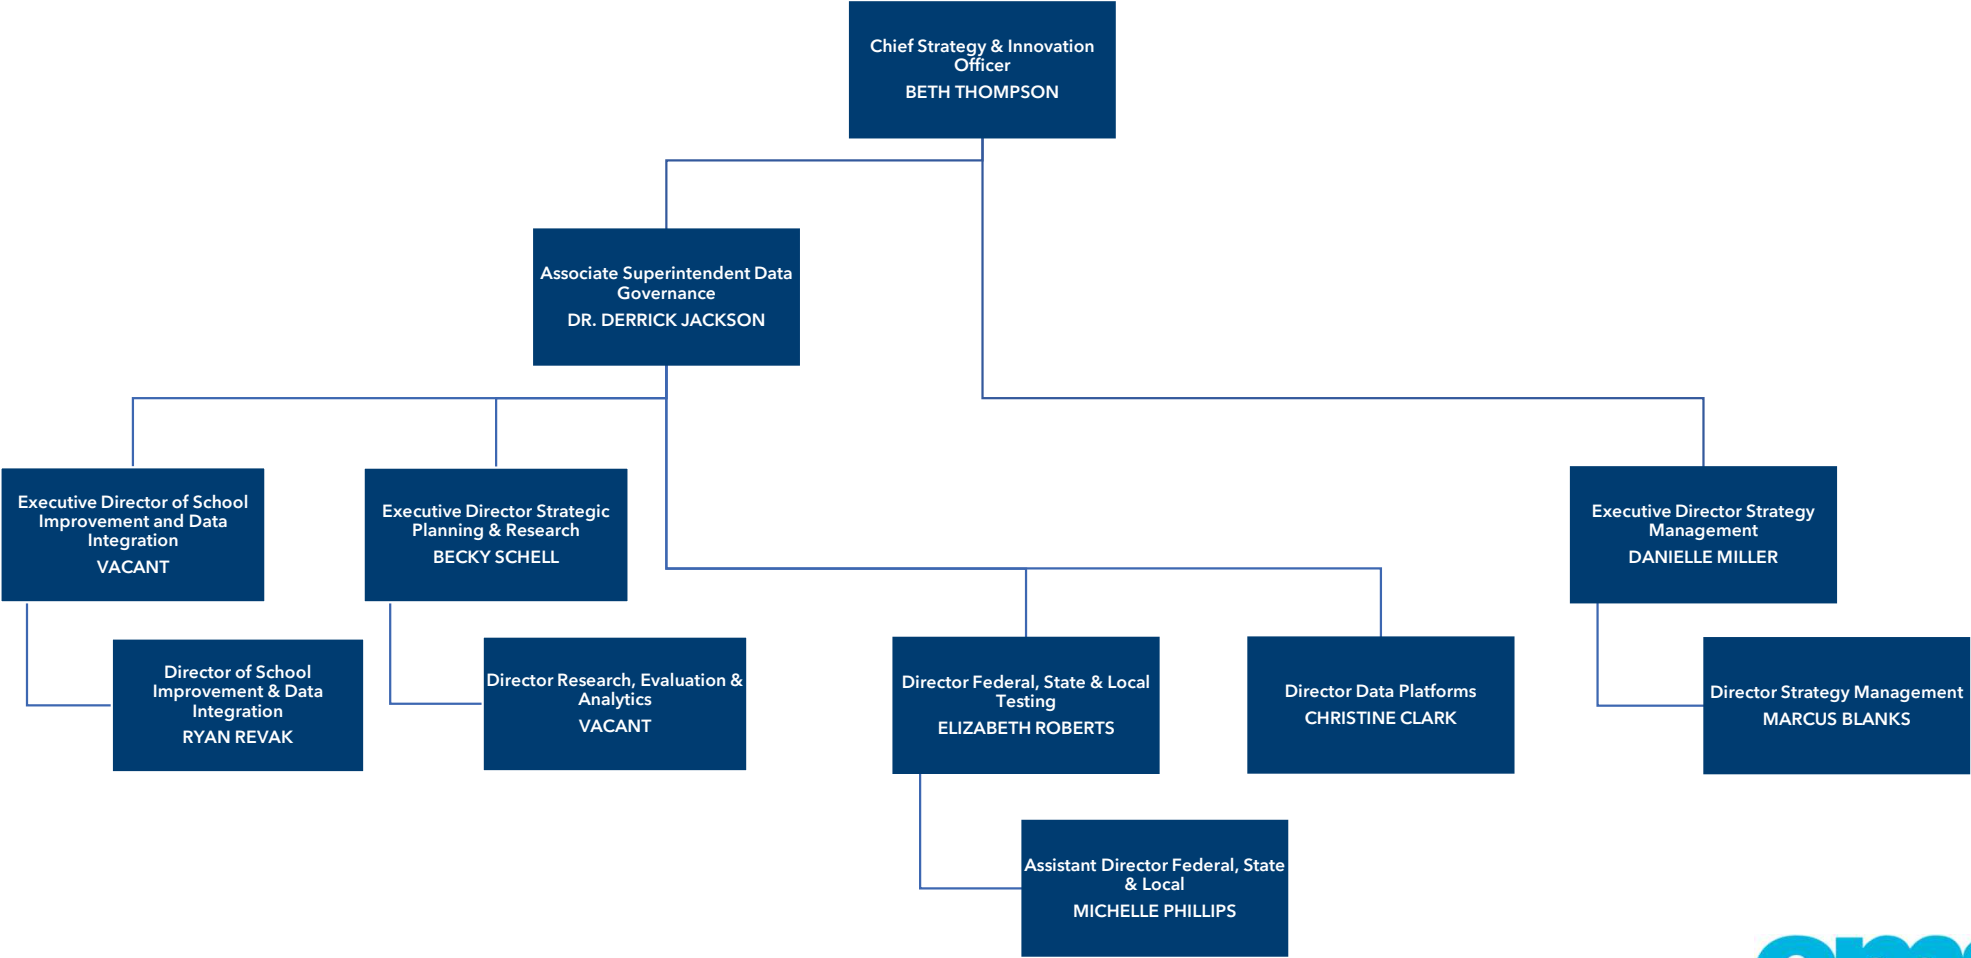 Chief Strategy & Innovation
Officer
BETH THOMPSON
Associate Superintendent Data
Governance
DR. DERRICK JACKSON
Executive Director of School
Improvement and Data
Integration
VACANT
Executive Director Strategic
Planning & Research
BECKY SCHELL
Executive Director Strategy
Management
DANIELLE MILLER
Director of School
Improvement & Data
Integration
RYAN REVAK
Director Research, Evaluation &
Analytics
VACANT
Director Federal, State & Local
Testing
ELIZABETH ROBERTS
Director Data Platforms
CHRISTINE CLARK
Director Strategy Management
MARCUS BLANKS
Assistant Director Federal, State
& Local
MICHELLE PHILLIPS